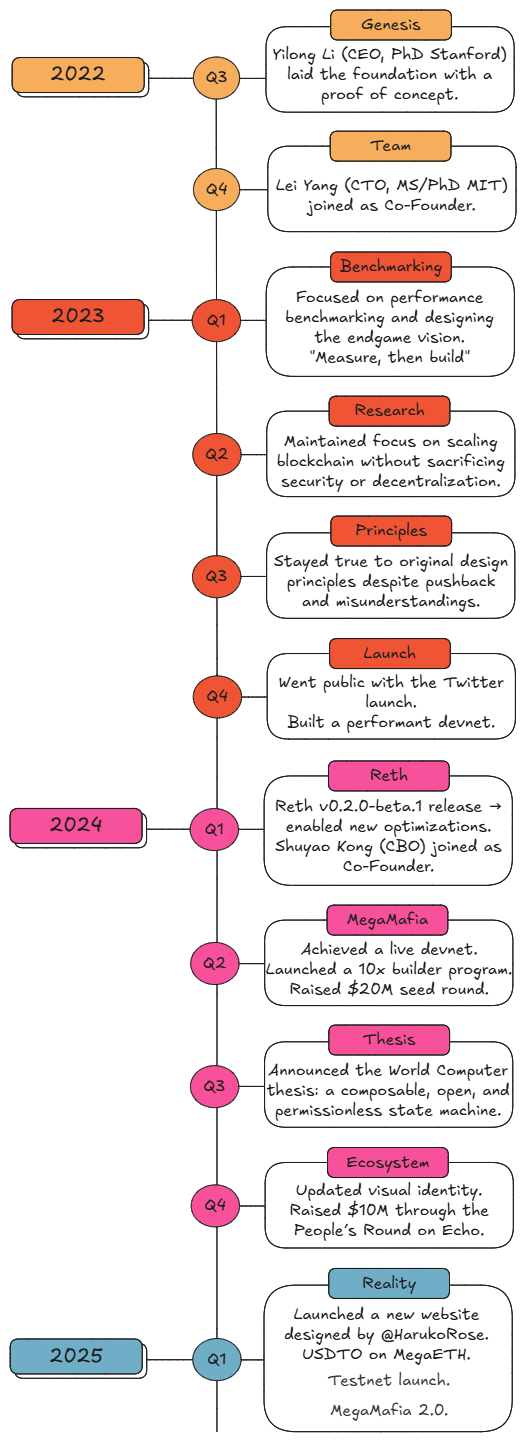 Genesis
2022
Q3
Yilong Li (CEO, PhD Stanford)
laid the foundation with a
proof of concept.
Team
Q4
Lei Yang (CTO, MS/PhD MIT)
joined as Co-Founder.
Benchmarking
2023
Q1
Focused on performance
benchmarking and designing
the endgame vision.
"Measure, then build"
Research
Q2
Maintained focus on scaling
blockchain without sacrificing
security or decentralization.
Principles
Q3
Stayed true to original design
principles despite pushback
and misunderstandings.
Launch
Q4
Went public with the Twitter
launch.
Built a performant devnet.
Reth
2024
Q1
Reth v0.2.0-beta.1 release →
enabled new optimizations.
Shuyao Kong (CBO) joined as
Co-Founder.
MegaMafia
Q2
Achieved a live devnet.
Launched a 10x builder program.
Raised $20M seed round.
Thesis
Q3
Announced the World Computer
thesis: a composable, open, and
permissionless state machine.
Ecosystem
Q4
Updated visual identity.
Raised $10M through the
People's Round on Echo.
Reality
2025
Q1
Launched a new website
designed by @HarukoRose.
USDTO on MegaETH.
Testnet launch.
MegaMafia 2.0.